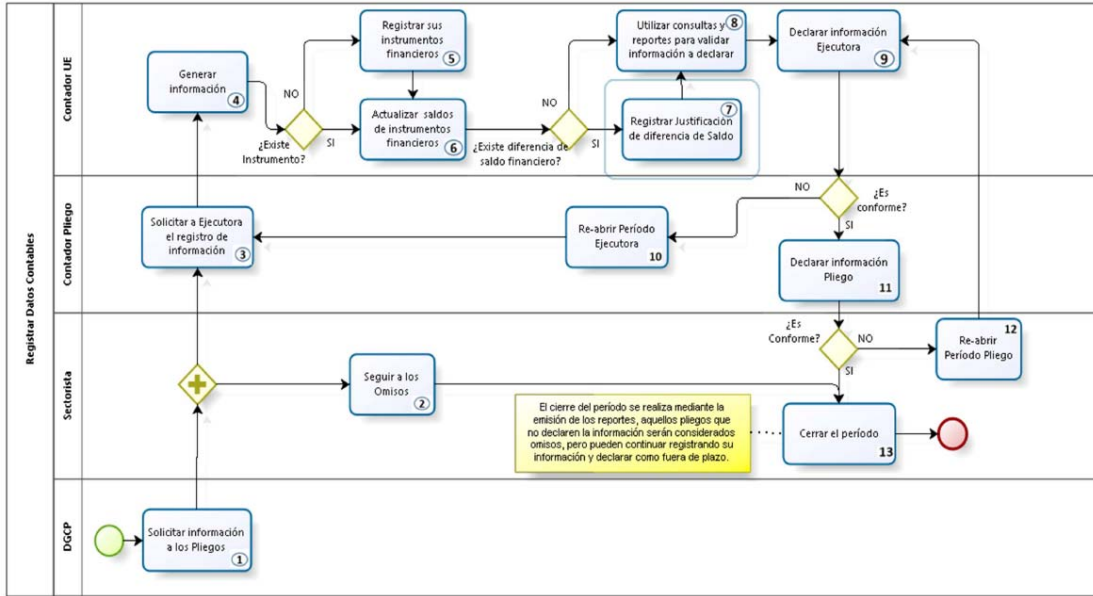 Registrar Datos Contables
Contador UE
Generar
información
4
¿Existe
Instrumento?
NO
SI
Registrar sus
instrumentos
financieros
5
Actualizar saldos
de instrumentos
financieros
6
¿Existe diferencia de
saldo financiero?
NO
SI
Utilizar consultas y
reportes para validar
información a declarar
8
Registrar Justificación
de diferencia de Saldo
7
Declarar información
Ejecutora
9
Contador Pliego
Solicitar a Ejecutora
el registro de
información
3
Re-abrir Período
Ejecutora
10
NO
¿Es
conforme?
SI
Declarar información
Pliego
11
Sectorista
Seguir a los
Omisos
2
¿Es
Conforme?
NO
SI
12
Re-abrir
Período Pliego
El cierre del período se realiza mediante la
emisión de los reportes, aquellos pliegos que
no declaren la información serán considerados
omisos, pero pueden continuar registrando su
información y declarar como fuera de plazo.
Cerrar el período
13
DGCP
Solicitar información
a los Pliegos
1